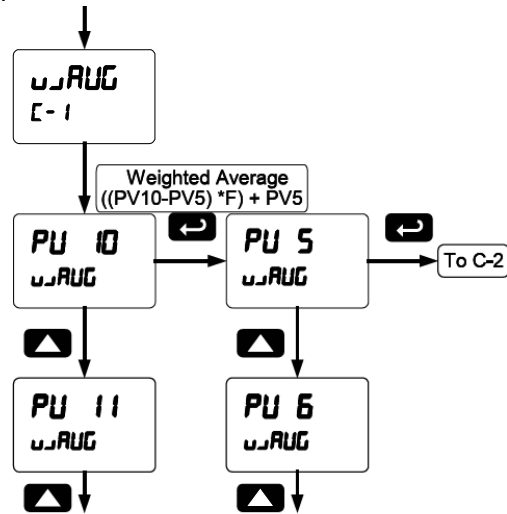 wAVG
C-1
Weighted Average
((PV10-PV5) *F) + PV5
PV 10
wAVG
PV 5
wAVG
To C-2
PV 11
wAVG
PV 6
wAVG